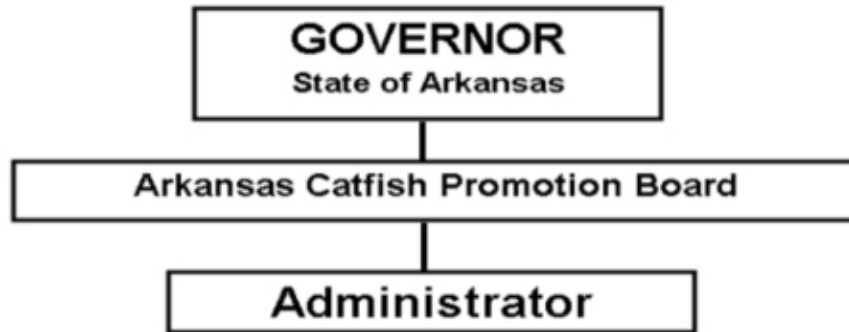 GOVERNOR
State of Arkansas
Arkansas Catfish Promotion Board
Administrator